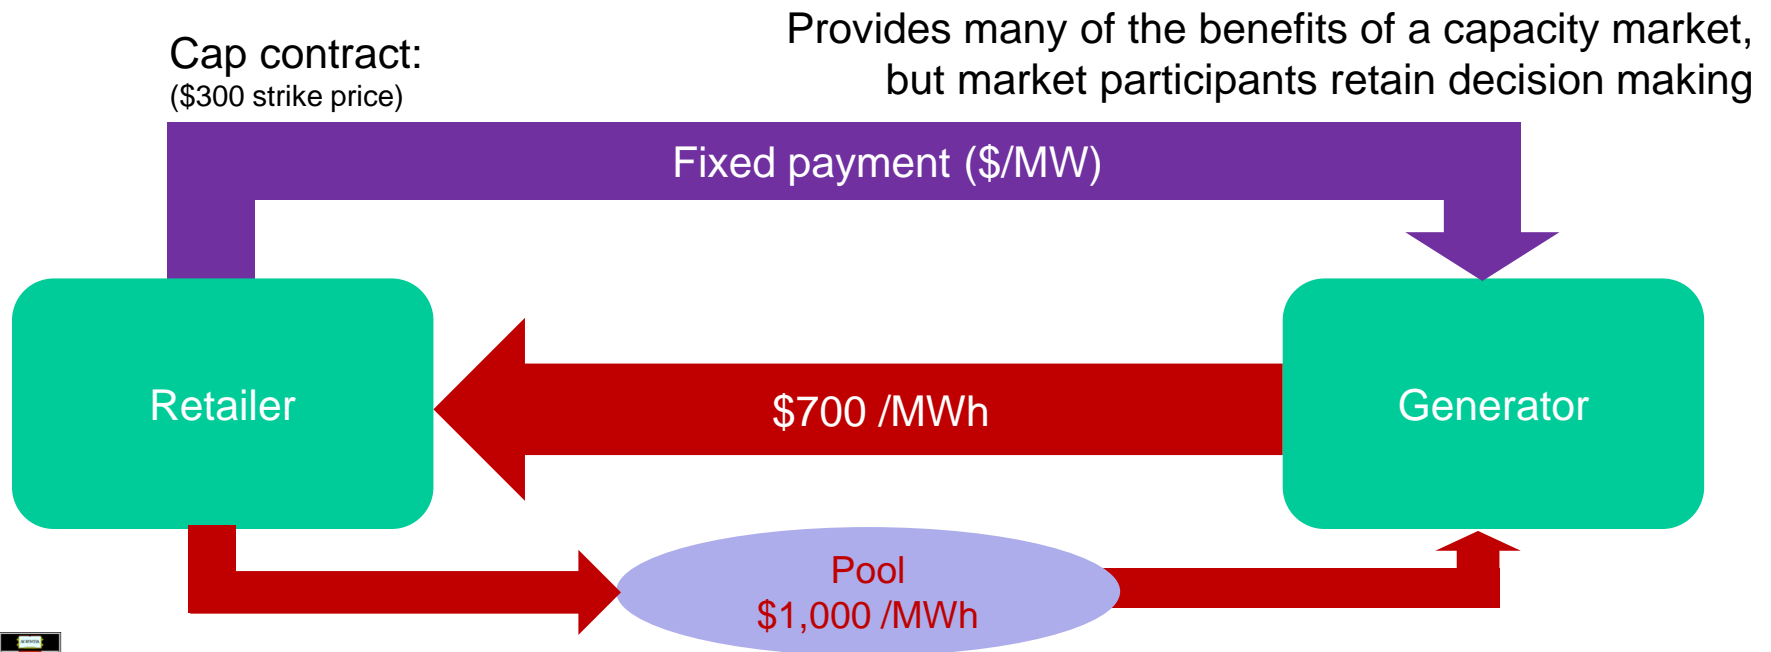 Cap contract:
($300 strike price)
Provides many of the benefits of a capacity market,
but market participants retain decision making
Fixed payment ($/MW)
Retailer
$700 /MWh
Generator
Pool
$1,000 /MWh